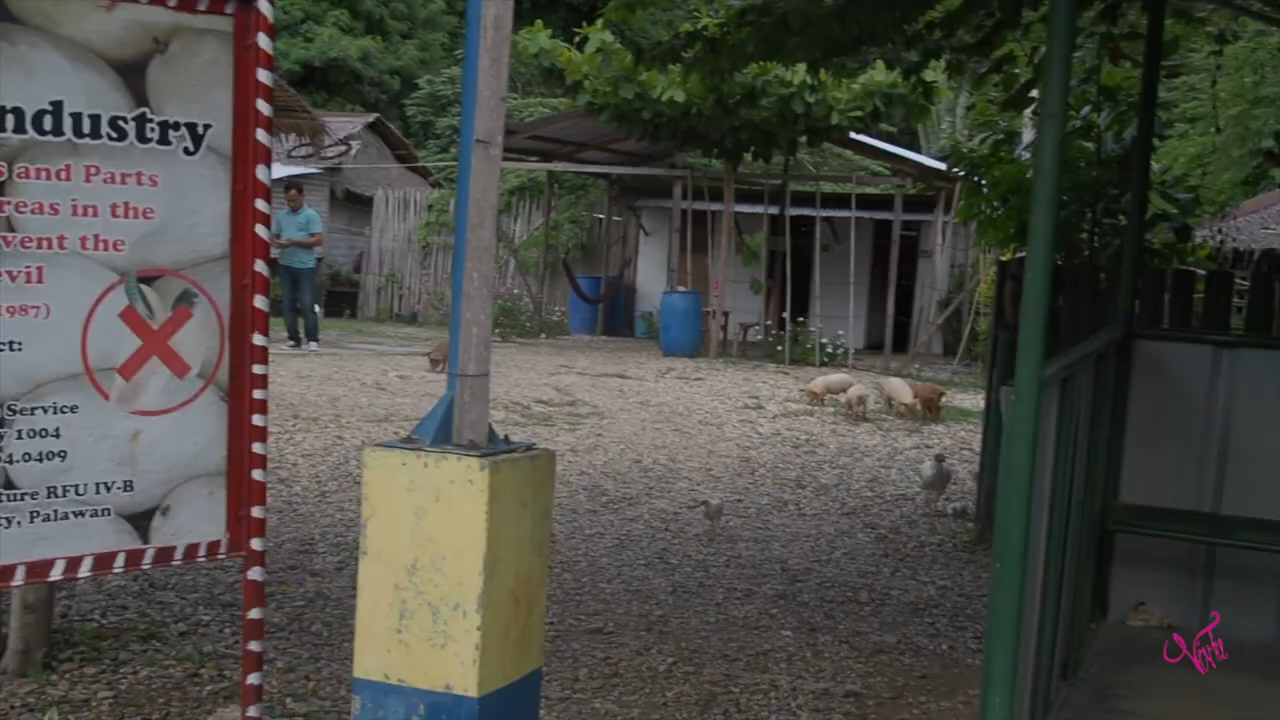 ndustry
s and Parts
reas in the
vent the
evil
1987)
ct:
Service
y 1004
4.0409
ture RFU IV-B
ty, Palawan